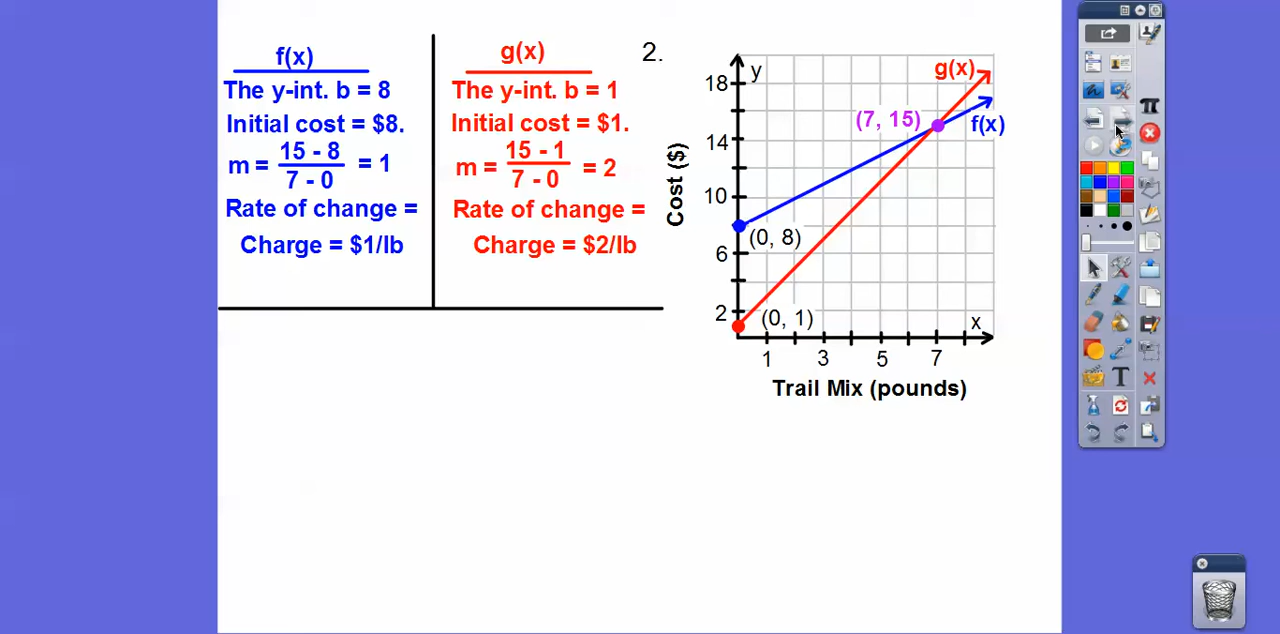 f(x)
The y-int. b = 8
Initial cost = $8.
m = 15 - 8 / 7 - 0 = 1
Rate of change =
Charge = $1/lb
g(x)
The y-int. b = 1
Initial cost = $1.
m = 15 - 1 / 7 - 0 = 2
Rate of change =
Charge = $2/lb
2.
y
g(x)
f(x)
(7, 15)
(0, 8)
(0, 1)
x
18
14
10
6
2
1 3 5 7
Cost ($)
Trail Mix (pounds)
π
T